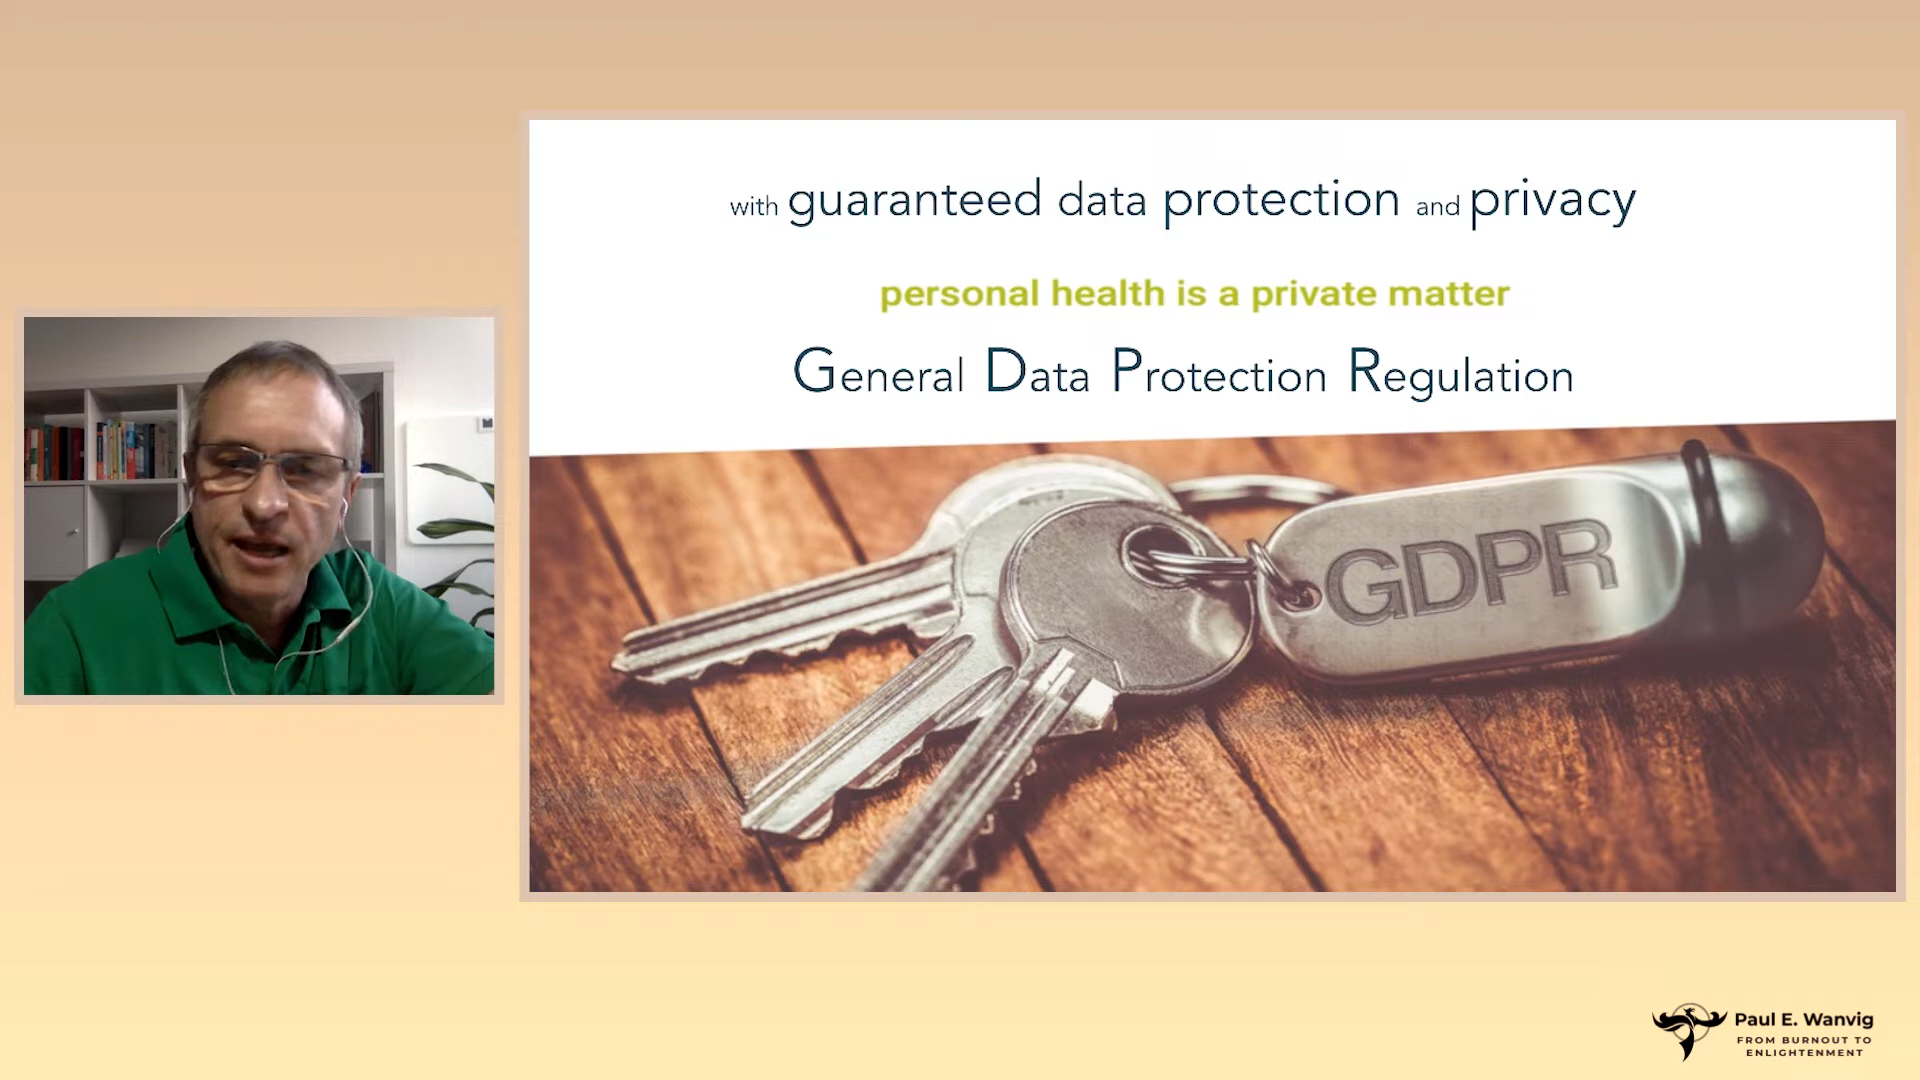 with guaranteed data protection and privacy
personal health is a private matter
General Data Protection Regulation
GDPR
Paul E. Wanvig
FROM BURNOUT TO
ENLIGHTENMENT